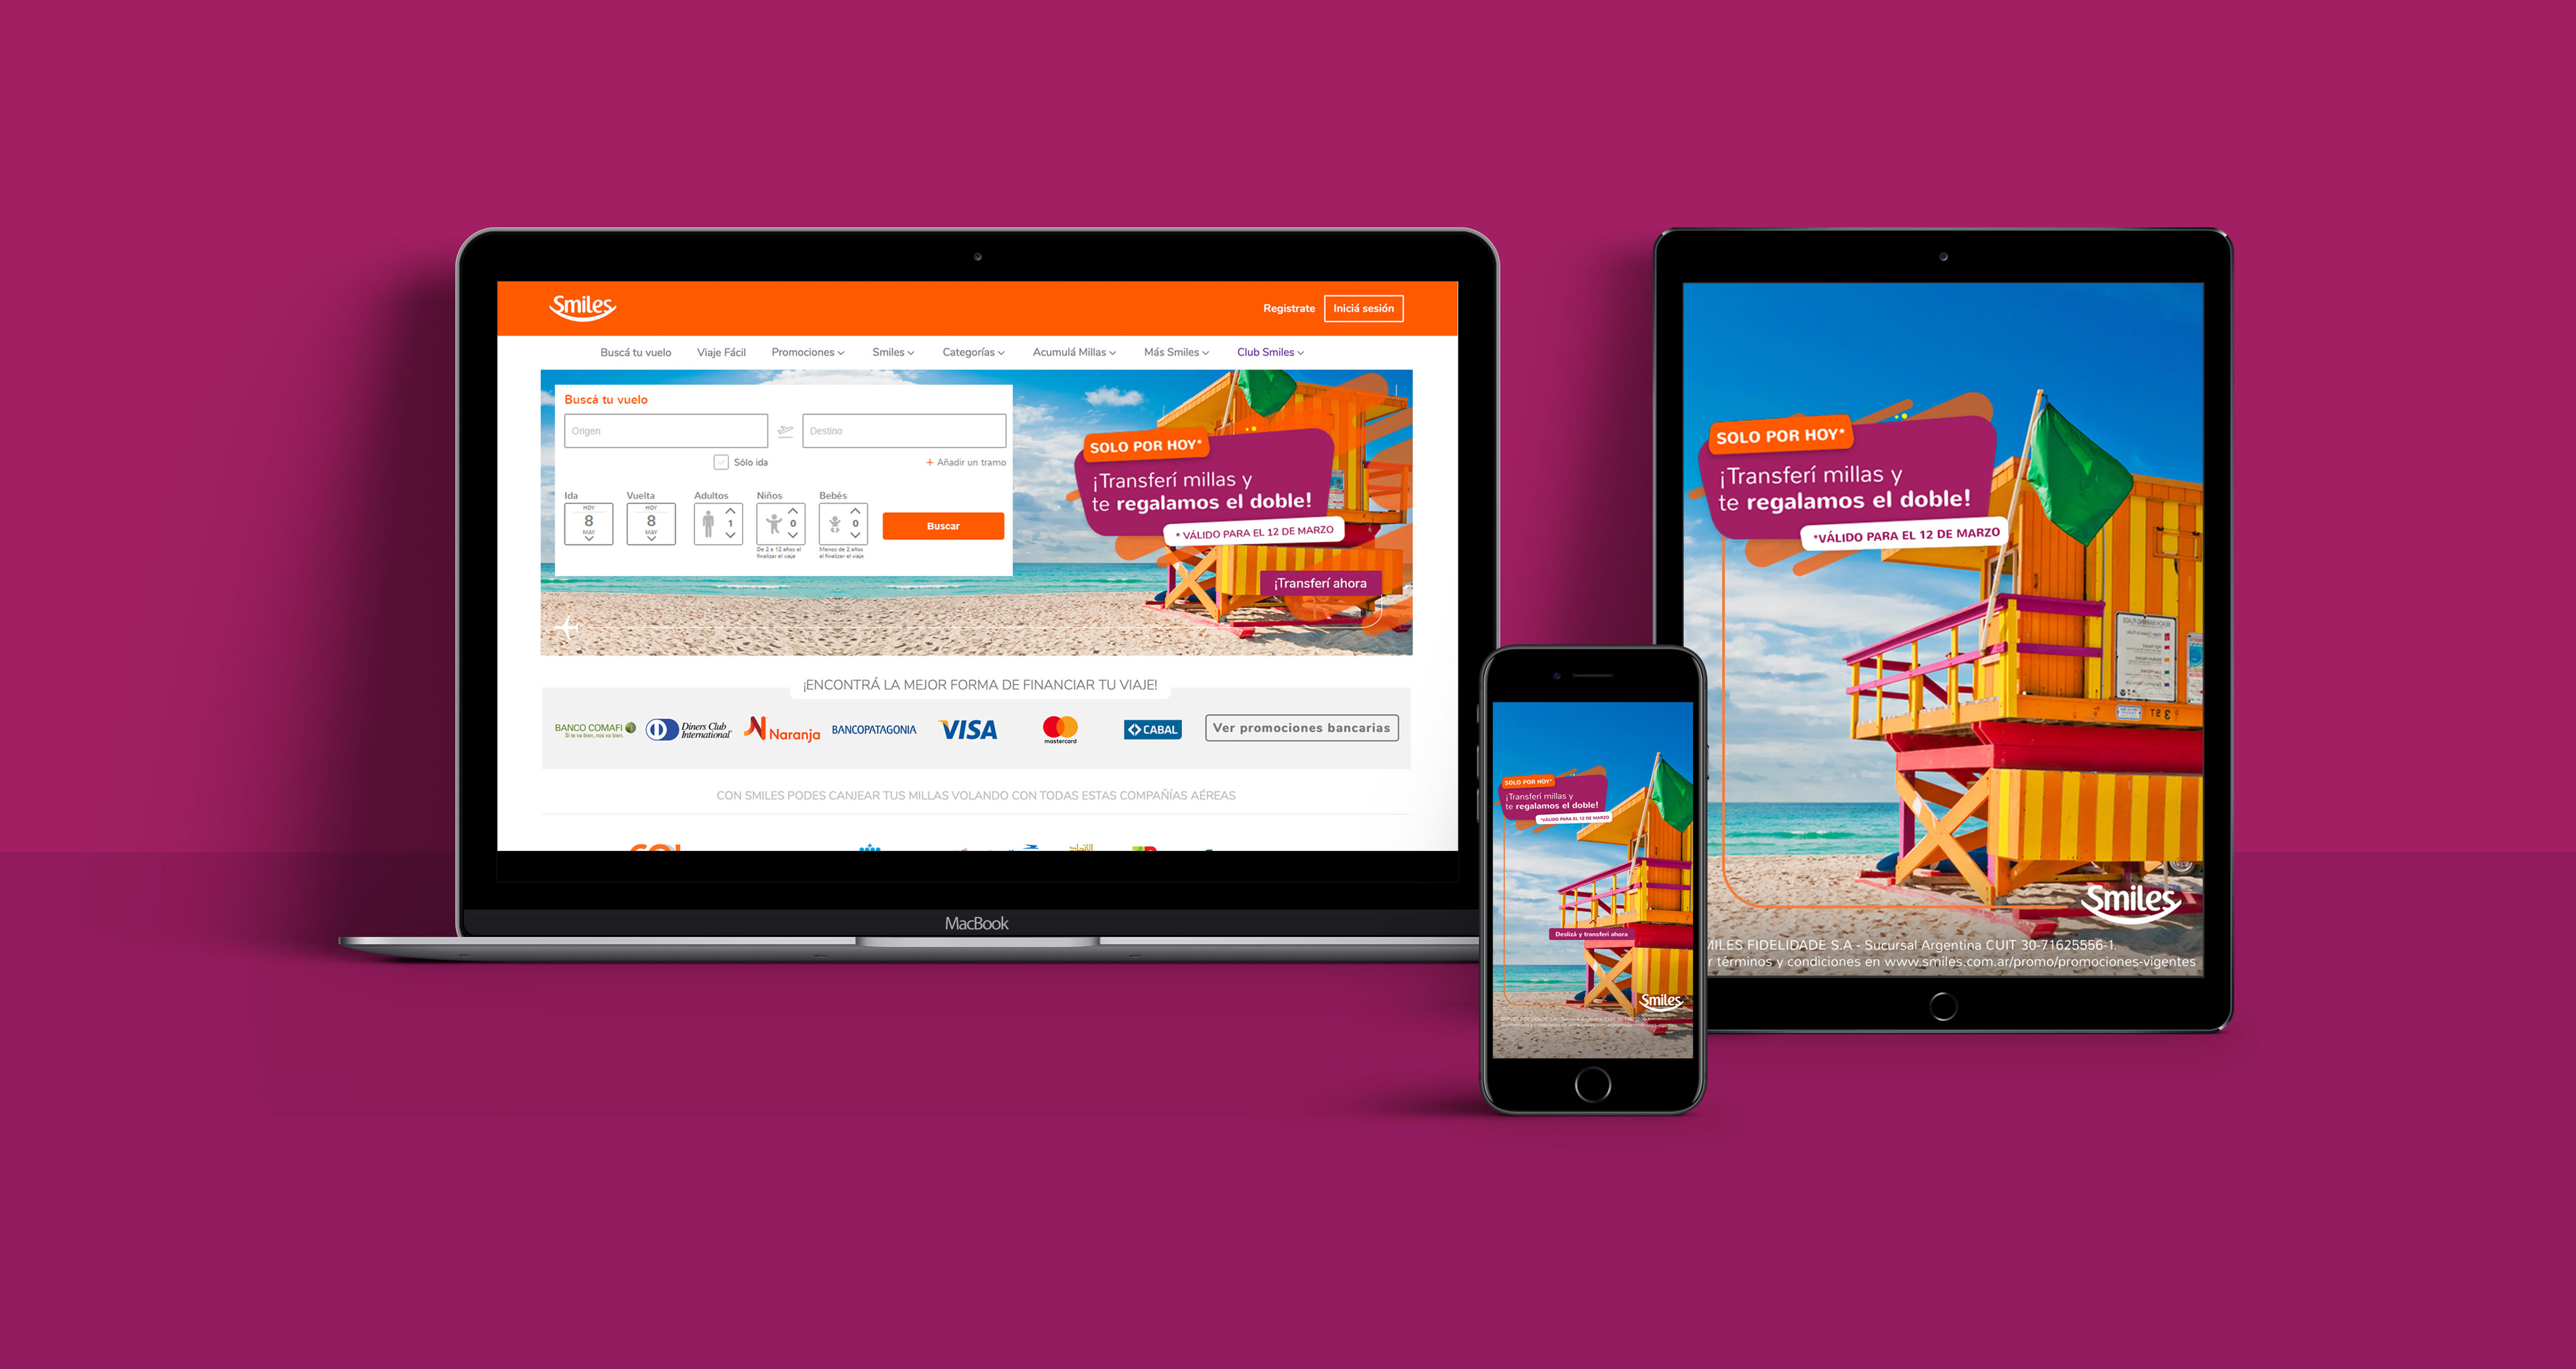 Smiles
Registrate
Iniciá sesión
Buscá tu vuelo
Viaje Fácil
Promociones
Smiles
Categorías
Acumulá Millas
Más Smiles
Club Smiles
Buscá tu vuelo
Origen
Destino
Sólo ida
+ Añadir un tramo
Ida
Vuelta
Adultos
Niños
Bebés
HOY
8
MAY
HOY
8
MAY
1
0
0
De 2 a 12 años al
finalizar el viaje
Menos de 2 años
al finalizar el viaje
Buscar
SOLO POR HOY*
¡Transferí millas y
te regalamos el doble!
* VÁLIDO PARA EL 12 DE MARZO
¡Transferí ahora
¡ENCONTRÁ LA MEJOR FORMA DE FINANCIAR TU VIAJE!
BANCO COMAFI
Si te va bien, nos va bien.
Diners Club
International
Naranja
BANCOPATAGONIA
VISA
mastercard
CABAL
Ver promociones bancarias
CON SMILES PODES CANJEAR TUS MILLAS VOLANDO CON TODAS ESTAS COMPAÑÍAS AÉREAS
MacBook
SOLO POR HOY*
¡Transferí millas y
te regalamos el doble!
*VÁLIDO PARA EL 12 DE MARZO
Deslizá y transferí ahora
Smiles
SOLO POR HOY*
¡Transferí millas y
te regalamos el doble!
*VÁLIDO PARA EL 12 DE MARZO
Smiles
MILES FIDELIDADE S.A - Sucursal Argentina CUIT 30-71625556-1.
r términos y condiciones en www.smiles.com.ar/promo/promociones-vigentes